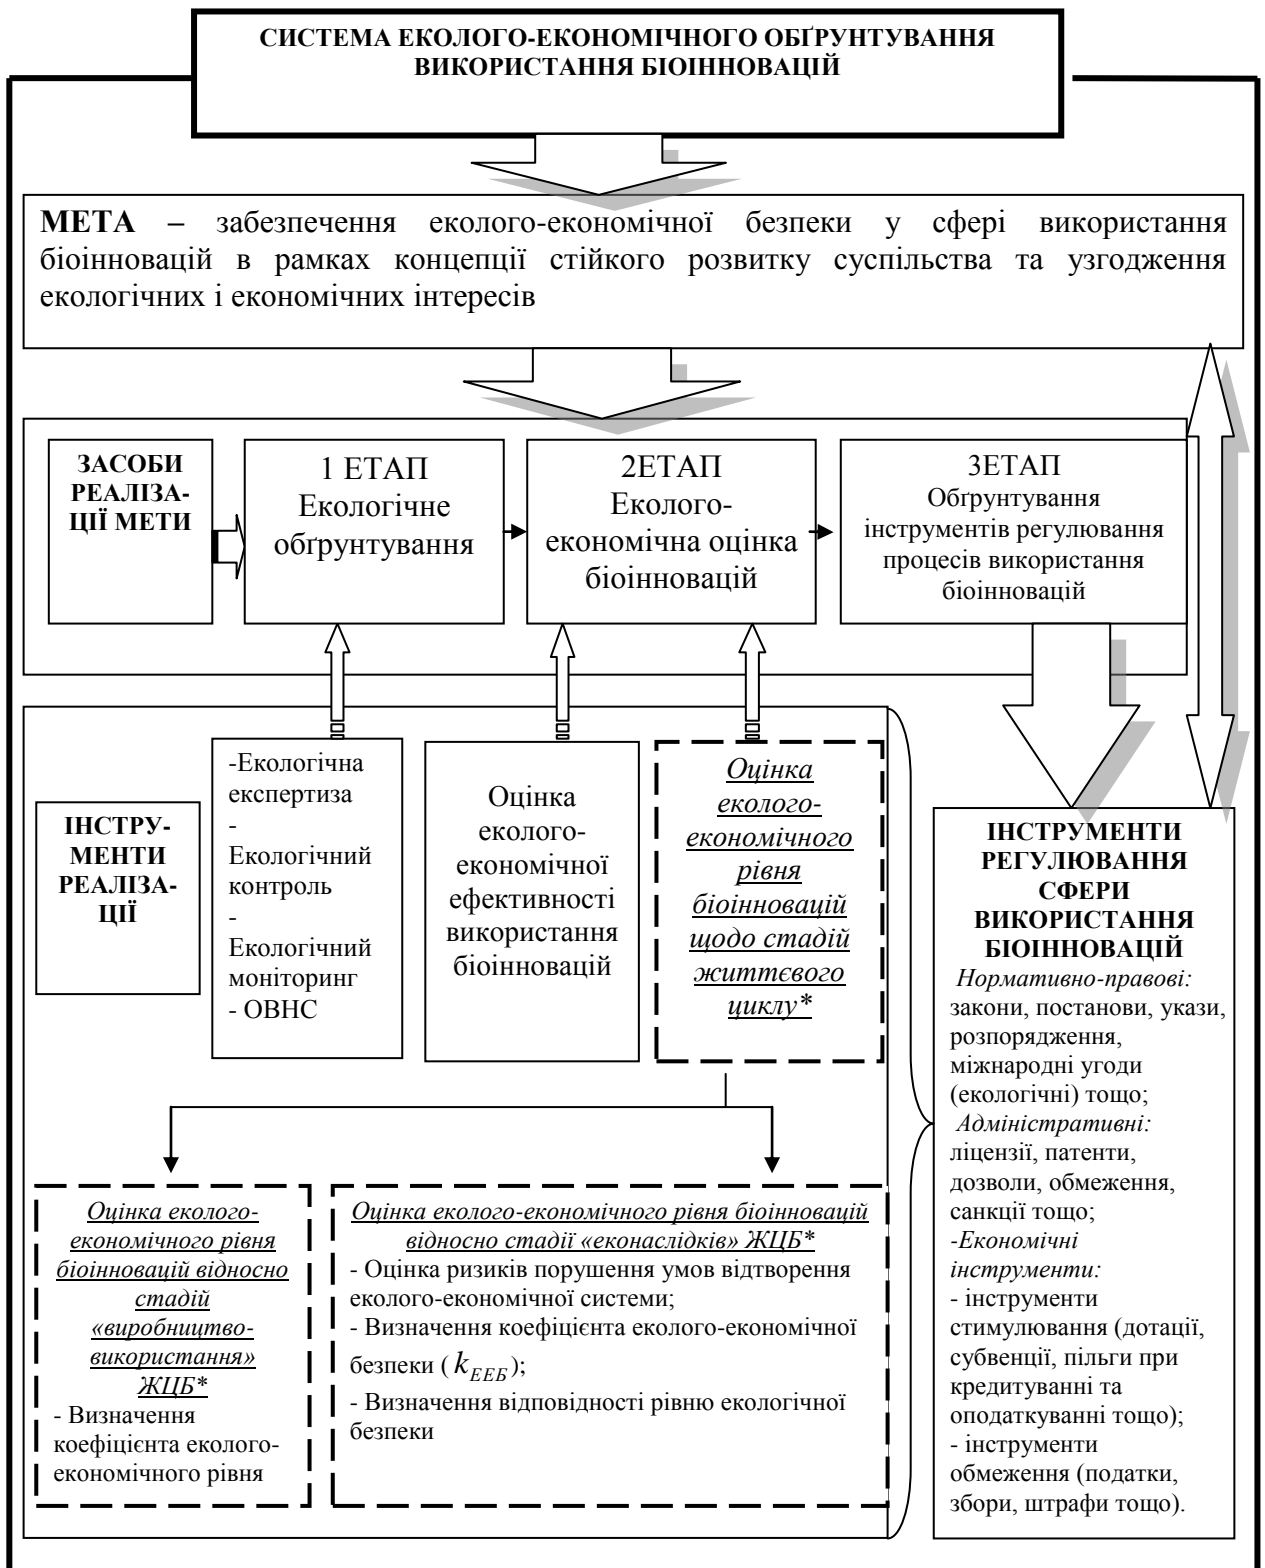 СИСТЕМА ЕКОЛОГО-ЕКОНОМІЧНОГО ОБҐРУНТУВАННЯ
ВИКОРИСТАННЯ БІОІННОВАЦІЙ
МЕТА – забезпечення еколого-економічної безпеки у сфері використання
біоінновацій в рамках концепції стійкого розвитку суспільства та узгодження
екологічних і економічних інтересів
ЗАСОБИ
РЕАЛІЗА-
ЦІЇ МЕТИ
1 ЕТАП
Екологічне
обґрунтування
2ЕТАП
Еколого-
економічна оцінка
біоінновацій
3ЕТАП
Обґрунтування
інструментів регулювання
процесів використання
біоінновацій
ІНСТРУ-
МЕНТИ
РЕАЛІЗА-
ЦІЇ
-Екологічна
експертиза
-
Екологічний
контроль
-
Екологічний
моніторинг
- ОВНС
Оцінка
еколого-
економічної
ефективності
використання
біоінновацій
Оцінка
еколого-
економічного
рівня
біоінновацій
щодо стадій
життєвого
циклу*
Оцінка еколого-
економічного рівня
біоінновацій відносно
стадій
«виробництво-
використання»
ЖЦБ*
- Визначення
коефіцієнта еколого-
економічного рівня
Оцінка еколого-економічного рівня біоінновацій
відносно стадії «еконаслідків» ЖЦБ*
- Оцінка ризиків порушення умов відтворення
еколого-економічної системи;
- Визначення коефіцієнта еколого-економічної
безпеки ( k ЕЕБ );
- Визначення відповідності рівню екологічної
безпеки
ІНСТРУМЕНТИ
РЕГУЛЮВАННЯ
СФЕРИ
ВИКОРИСТАННЯ
БІОІННОВАЦІЙ
Нормативно-правові:
закони, постанови, укази,
розпорядження,
міжнародні угоди
(екологічні) тощо;
Адміністративні:
ліцензії, патенти,
дозволи, обмеження,
санкції тощо;
-Економічні
інструменти:
- інструменти
стимулювання (дотації,
субвенції, пільги при
кредитуванні та
оподаткуванні тощо);
- інструменти
обмеження (податки,
збори, штрафи тощо).